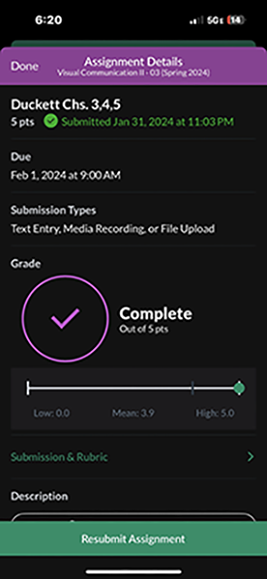 6:20
5GE 14
Done
Assignment Details
Visual Communication II - 03 (Spring 2024)
Duckett Chs. 3,4,5
5 pts Submitted Jan 31, 2024 at 11:03 PM
Due
Feb 1, 2024 at 9:00 AM
Submission Types
Text Entry, Media Recording, or File Upload
Grade
Complete
Out of 5 pts
Low: 0.0 Mean: 3.9 High: 5.0
Submission & Rubric
Description
Resubmit Assignment